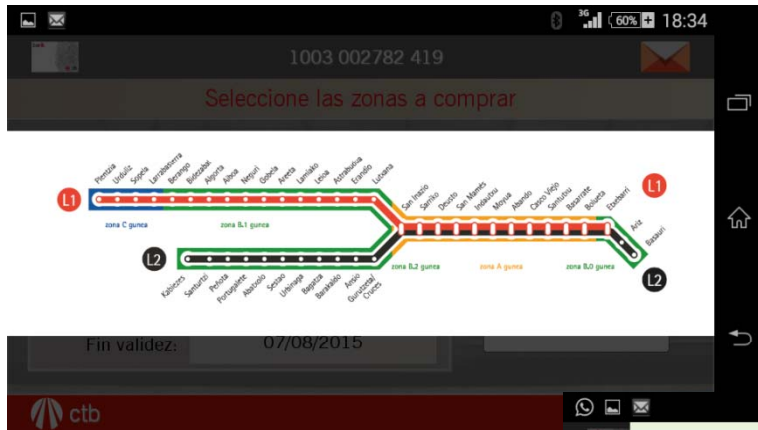 3G 60% 18:34
1003 002782 419
Seleccione las zonas a comprar
Plentzia Urduliz Sopela Larrabasterra Berango Bidezabal Algorta Aiboa Neguri Gobela Areeta Lamiako Leioa Astrabudua Erandio Lutxana
San Inazio Sarriko Deusto San Mamés Indautxu Moyua Abando Casco Viejo Santutxu Basarrate Bolueta Etxebarri
Ariz Basauri
L1
L1
zona C gunea zona B.1 gunea
L2
zona B.2 gunea zona A gunea zona B.0 gunea
L2
Kabiezes Santurtzi Peñota Portugalete Abatxolo Sestao Urbinaga Bagatza Barakaldo Ansio Gurutzeta/
Cruces
Fin validez: 07/08/2015
ctb